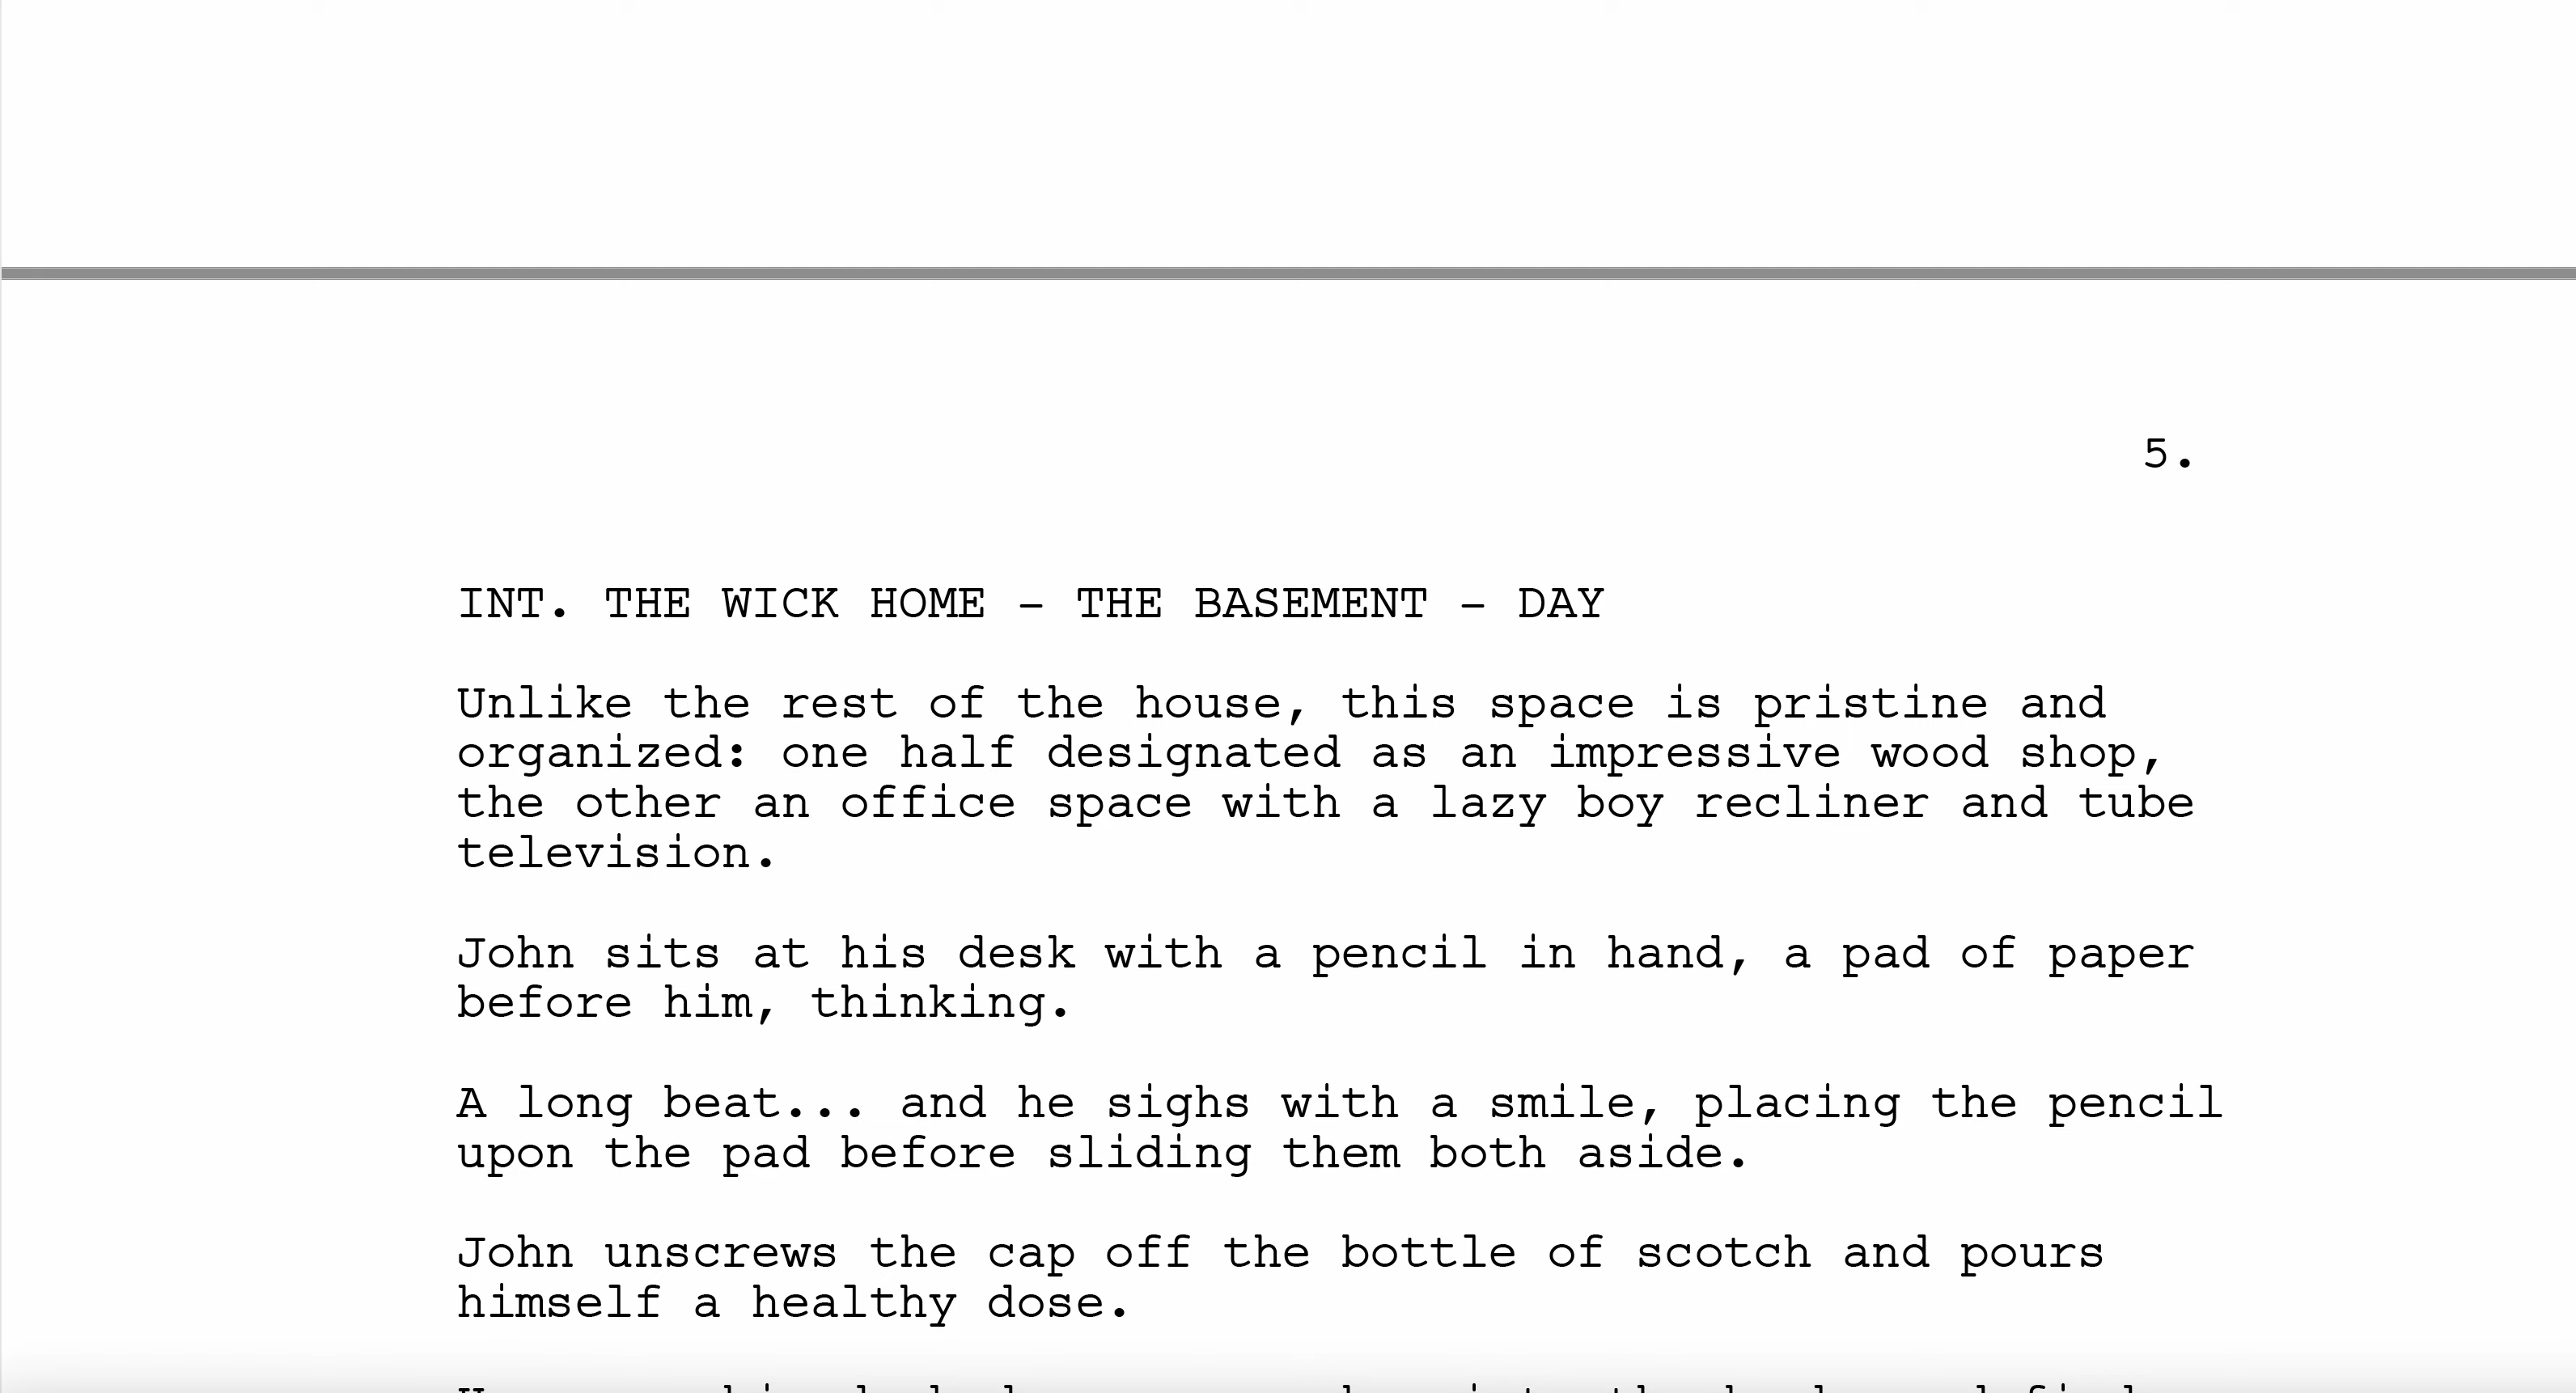 5.
INT. THE WICK HOME - THE BASEMENT - DAY
Unlike the rest of the house, this space is pristine and
organized: one half designated as an impressive wood shop,
the other an office space with a lazy boy recliner and tube
television.
John sits at his desk with a pencil in hand, a pad of paper
before him, thinking.
A long beat... and he sighs with a smile, placing the pencil
upon the pad before sliding them both aside.
John unscrews the cap off the bottle of scotch and pours
himself a healthy dose.